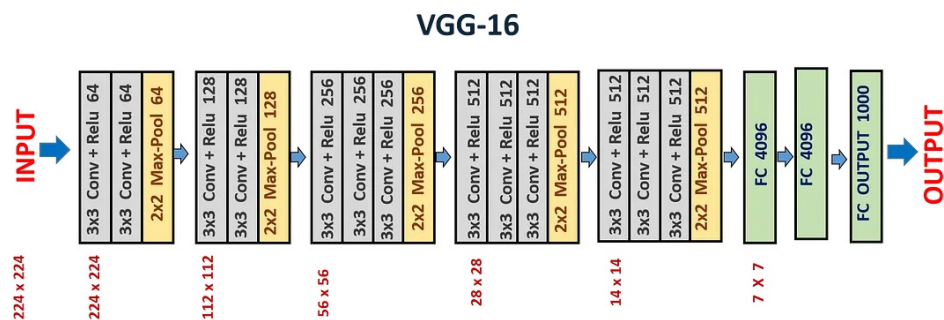 VGG-16
INPUT
3x3 Conv + Relu 64
3x3 Conv + Relu 64
2x2 Max-Pool 64
3x3 Conv + Relu 128
3x3 Conv + Relu 128
2x2 Max-Pool 128
3x3 Conv + Relu 256
3x3 Conv + Relu 256
3x3 Conv + Relu 256
2x2 Max-Pool 256
3x3 Conv + Relu 512
3x3 Conv + Relu 512
3x3 Conv + Relu 512
2x2 Max-Pool 512
3x3 Conv + Relu 512
3x3 Conv + Relu 512
3x3 Conv + Relu 512
2x2 Max-Pool 512
FC 4096
FC 4096
FC OUTPUT 1000
OUTPUT
224 x 224
224 x 224
112 x 112
56 x 56
28 x 28
14 x 14
7 X 7